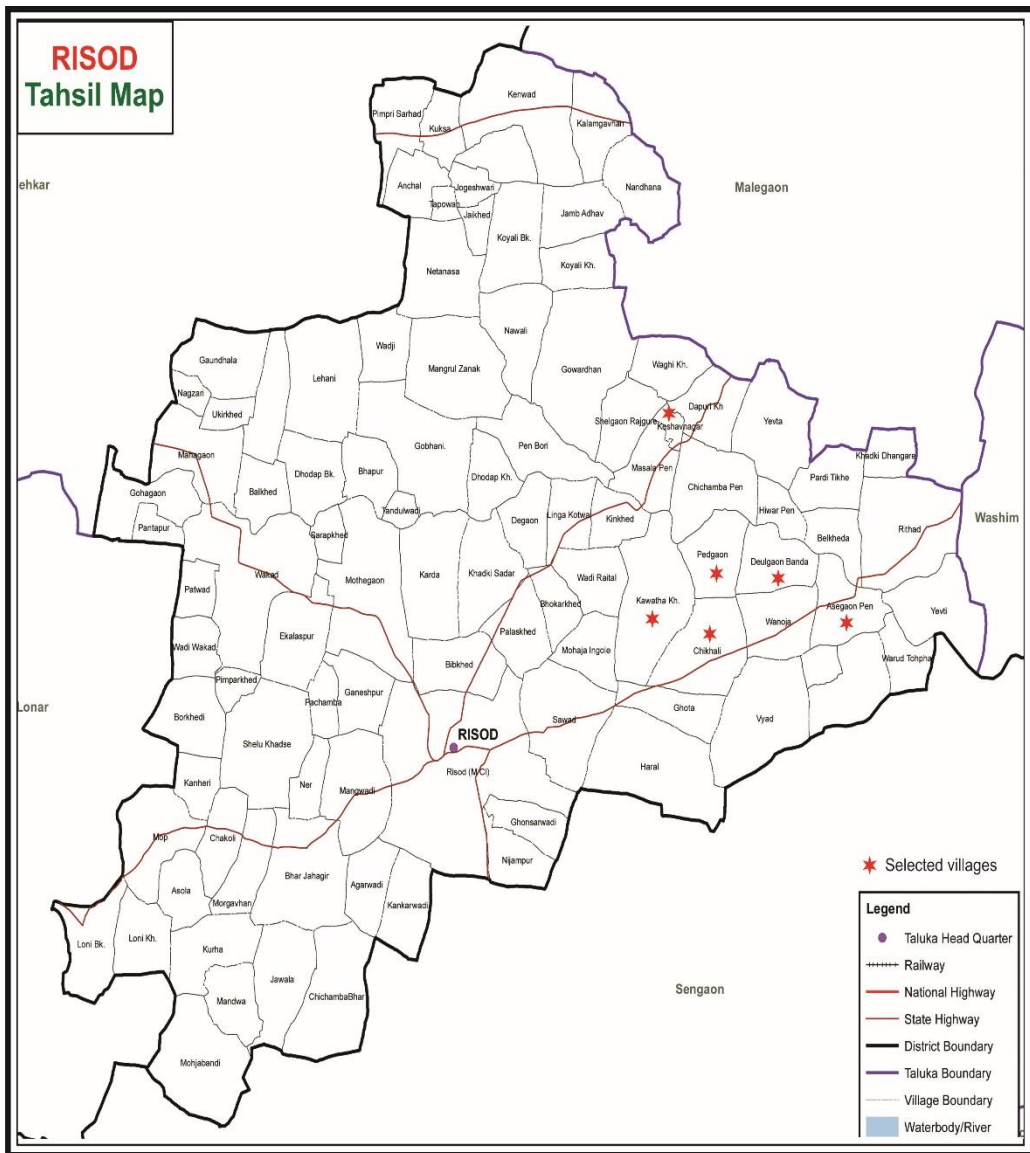 RISOD
Tahsil Map
Kenwad
Pimpri Sarhad
Kuksa
Kalamgavhan
ehkar
Anchal
Jogeshwari
Nandhana
Malegaon
Tapowan
Jaikhed
Jamb Adhav
Koyali Bk.
Koyali Kh.
Netanasa
Nawali
Wadji
Gaundhala
Lehani
Mangrul Zanak
Gowardhan
Waghi Kh.
Nagzari
Dapuri Kh
Ukirkhed
Shelgaon Rajgure
Yevta
Keshavnagar
Gobhani.
Pen Bori
Mahagaon
Khadki Dhangare
Dhodap Bk.
Bhapur
Dhodap Kh.
Masala Pen
Pardi Tikhe
Gohagaon
Balkhed
Chichamba Pen
Tanduwadi
Linga Kotwal
Hiwar Pen
Washim
Pantapur
Degaon
Kinkhed
Rithad
Sarapkhed
Belkheda
Pedgaon
Deulgaon Banda
Wakad
Mothegaon
Karda
Khadki Sadar
Wadi Raital
Patwad
Yevti
Bhokarkhed
Kawatha Kh.
Asegaon Pen
Palaskhed
Wanoja
Ekalaspur
Wadi Wakad
Mohaja Ingole
Chikhali
Bibkhed
Warud Tohpha
Pimparkhed
Pachamba
Ganeshpur
Lonar
Borkhedi
Ghota
Sawad
Vyad
RISOD
Shelu Khadse
Haral
Risod (M Cl)
Kanheri
Ner
Mangwadi
Ghonsarwadi
Mop
Chakoli
Nijampur
Selected villages
Bhar Jahagir
Asola
Agarwadi
Morgavhan
Kankarwadi
Legend
Taluka Head Quarter
Loni Bk.
Loni Kh.
Kurha
Railway
Jawala
Sengaon
National Highway
Mandwa
ChichambaBhar
State Highway
District Boundary
Mohjabandi
Taluka Boundary
Village Boundary
Waterbody/River